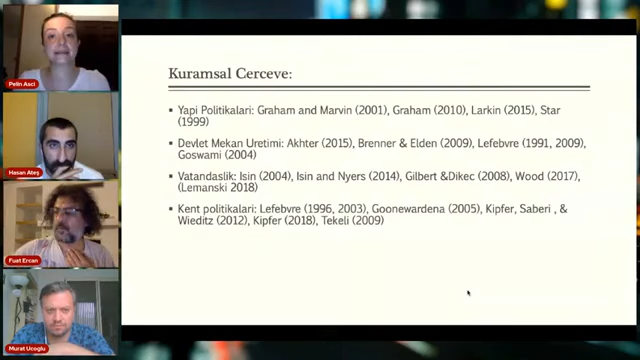 Pelin Asci
Hasan Ateş
Fuat Ercan
Murat Ucoglu
Kuramsal Cerceve:
▪ Yapi Politikalari: Graham and Marvin (2001), Graham (2010), Larkin (2015), Star
(1999)
▪ Devlet Mekan Uretimi: Akhter (2015), Brenner & Elden (2009), Lefebvre (1991, 2009),
Goswami (2004)
▪ Vatandaslik: Isin (2004), Isin and Nyers (2014), Gilbert &Dikec (2008), Wood (2017),
(Lemanski 2018)
▪ Kent politikalari: Lefebvre (1996, 2003), Goonewardena (2005), Kipfer, Saberi , &
Wieditz (2012), Kipfer (2018), Tekeli (2009)